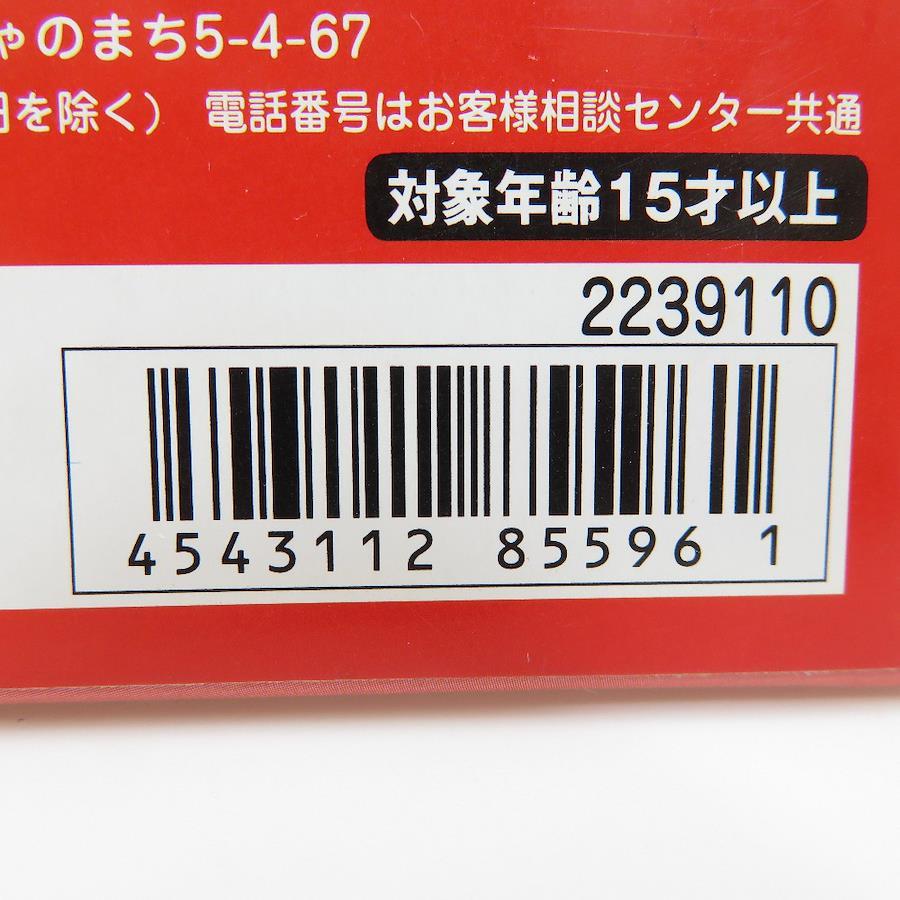 ゃのまち5-4-67
日を除く） 電話番号はお客様相談センター共通
対象年齢15才以上
2239110
4543112 85596 1